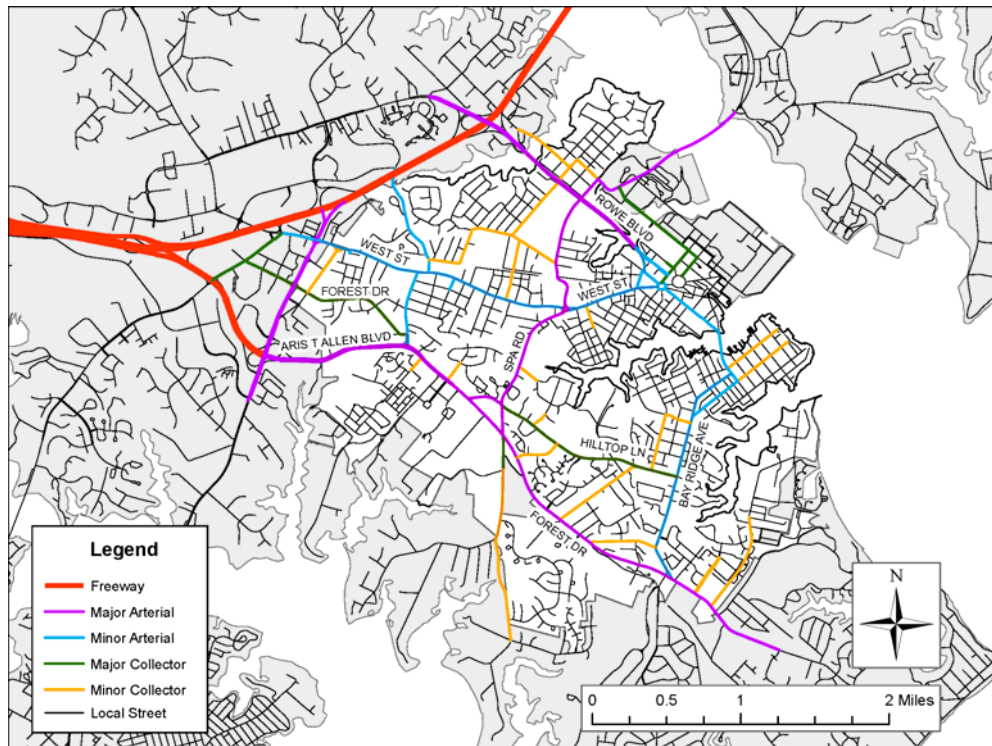 ROWE BLVD
WEST ST
WEST ST
FOREST DR
ARIS T ALLEN BLVD
SPA RD
HILLTOP LN
BAY RIDGE AVE
FOREST DR
Legend
Freeway
Major Arterial
Minor Arterial
Major Collector
Minor Collector
Local Street
N
0 0.5 1 2 Miles